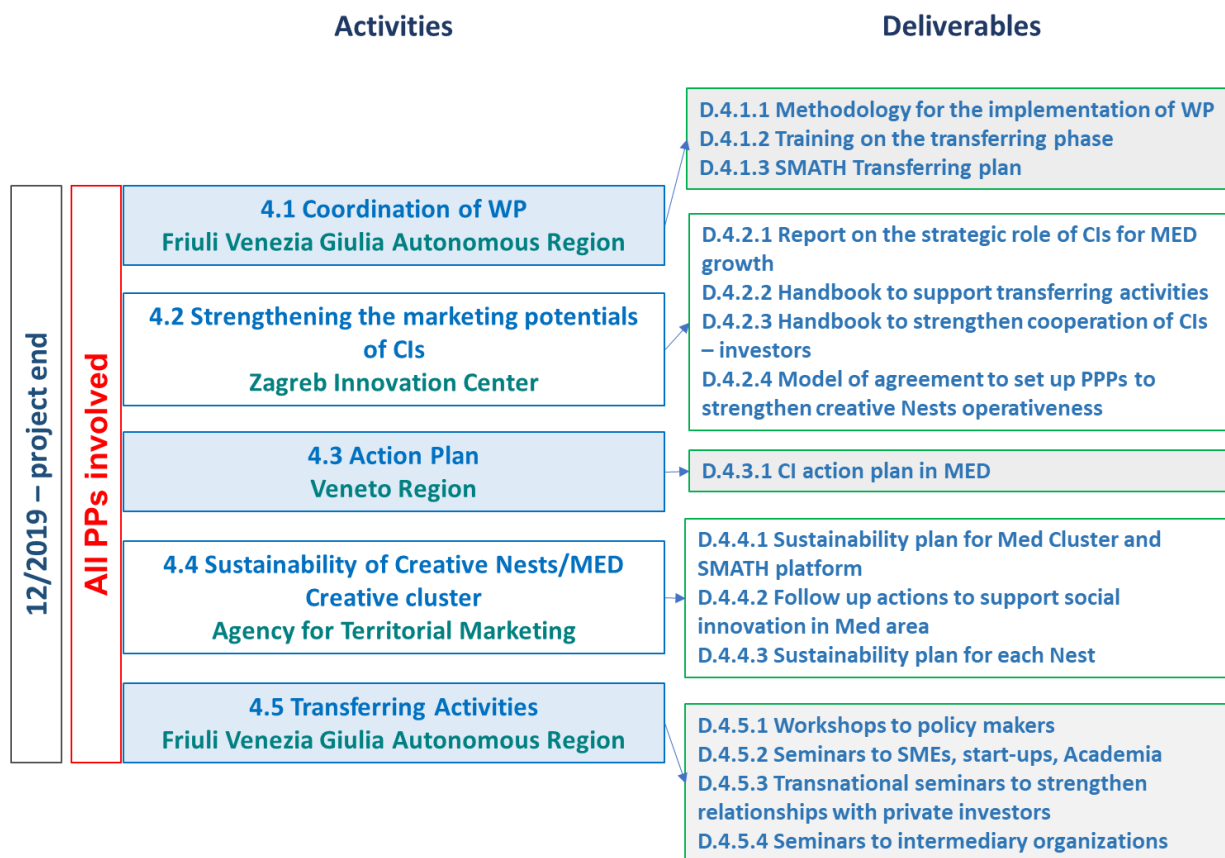 Activities
Deliverables
12/2019 – project end
All PPs involved
4.1 Coordination of WP
Friuli Venezia Giulia Autonomous Region
4.2 Strengthening the marketing potentials
of CIs
Zagreb Innovation Center
4.3 Action Plan
Veneto Region
4.4 Sustainability of Creative Nests/MED
Creative cluster
Agency for Territorial Marketing
4.5 Transferring Activities
Friuli Venezia Giulia Autonomous Region
D.4.1.1 Methodology for the implementation of WP
D.4.1.2 Training on the transferring phase
D.4.1.3 SMATH Transferring plan
D.4.2.1 Report on the strategic role of CIs for MED
growth
D.4.2.2 Handbook to support transferring activities
D.4.2.3 Handbook to strengthen cooperation of CIs
– investors
D.4.2.4 Model of agreement to set up PPPs to
strengthen creative Nests operativeness
D.4.3.1 CI action plan in MED
D.4.4.1 Sustainability plan for Med Cluster and
SMATH platform
D.4.4.2 Follow up actions to support social
innovation in Med area
D.4.4.3 Sustainability plan for each Nest
D.4.5.1 Workshops to policy makers
D.4.5.2 Seminars to SMEs, start-ups, Academia
D.4.5.3 Transnational seminars to strengthen
relationships with private investors
D.4.5.4 Seminars to intermediary organizations